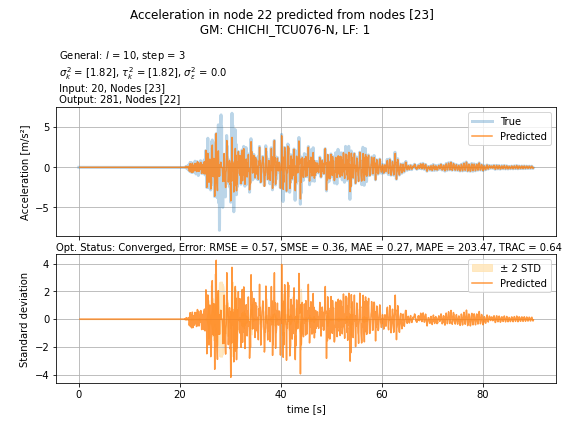 Acceleration in node 22 predicted from nodes [23]
GM: CHICHI_TCU076-N, LF: 1
General: l = 10, step = 3
σ²ₖ = [1.82], τ²ₖ = [1.82], σ²ε = 0.0
Input: 20, Nodes [23]
Output: 281, Nodes [22]
Acceleration [m/s²]
5
0
−5
True
Predicted
Opt. Status: Converged, Error: RMSE = 0.57, SMSE = 0.36, MAE = 0.27, MAPE = 203.47, TRAC = 0.64
Standard deviation
4
2
0
−2
−4
± 2 STD
Predicted
0 20 40 60 80
time [s]